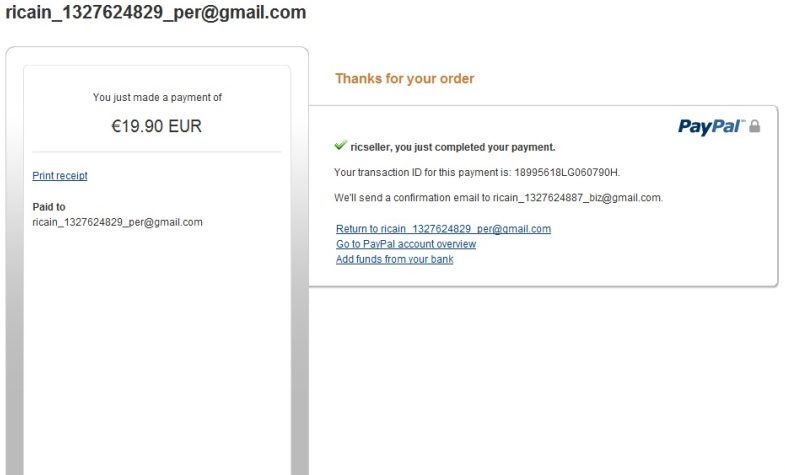 ricain_1327624829_per@gmail.com
You just made a payment of
€19.90 EUR
Print receipt
Paid to
ricain_1327624829_per@gmail.com
Thanks for your order
PayPal™
ricseller, you just completed your payment.
Your transaction ID for this payment is: 18995618LG060790H.
We'll send a confirmation email to ricain_1327624887_biz@gmail.com.
Return to ricain_1327624829_per@gmail.com
Go to PayPal account overview
Add funds from your bank